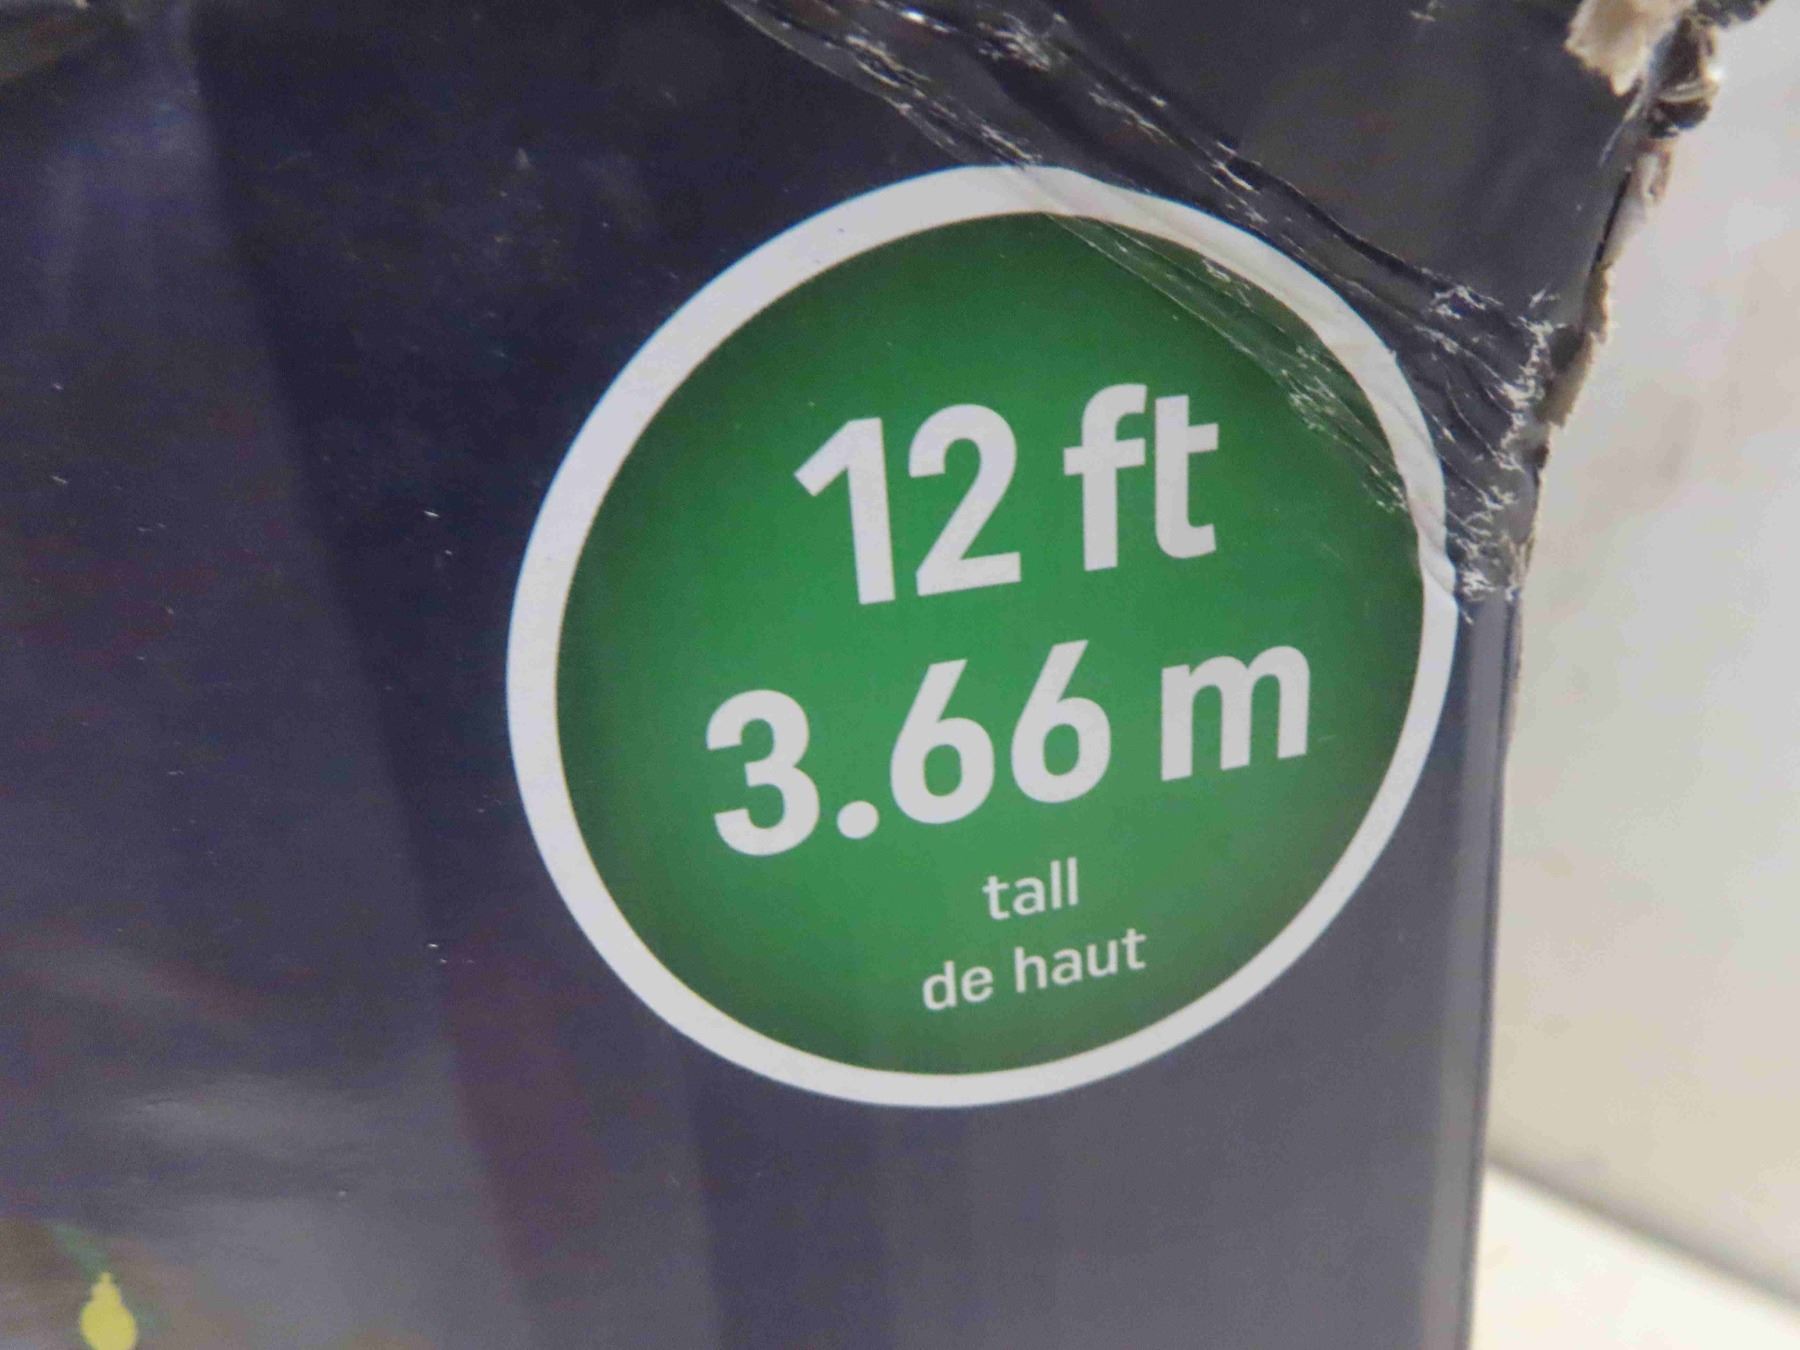 12 ft
3.66 m
tall
de haut